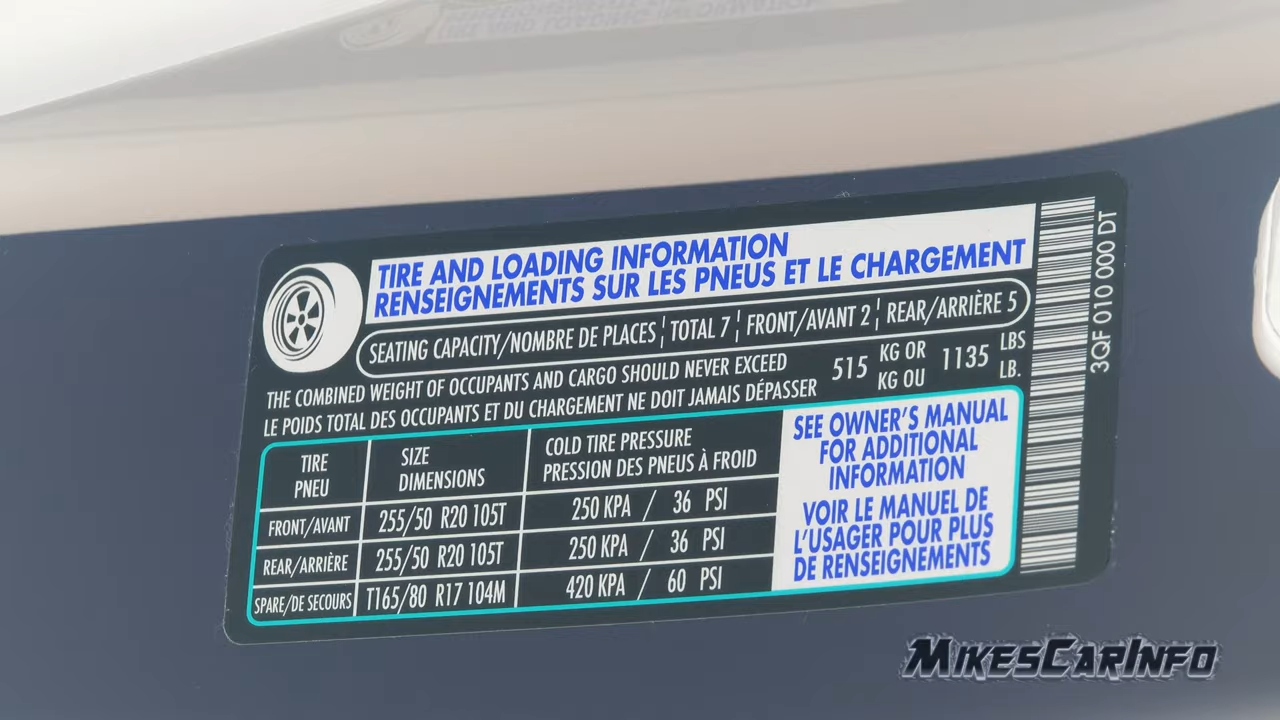 TIRE AND LOADING INFORMATION
RENSEIGNEMENTS SUR LES PNEUS ET LE CHARGEMENT
SEATING CAPACITY/NOMBRE DE PLACES TOTAL 7 FRONT/AVANT 2 REAR/ARRIÈRE 5
THE COMBINED WEIGHT OF OCCUPANTS AND CARGO SHOULD NEVER EXCEED
LE POIDS TOTAL DES OCCUPANTS ET DU CHARGEMENT NE DOIT JAMAIS DÉPASSER
515 KG OR 1135 LBS
KG OU LB.
TIRE SIZE COLD TIRE PRESSURE
PNEU DIMENSIONS PRESSION DES PNEUS À FROID
FRONT/AVANT 255/50 R20 105T 250 KPA / 36 PSI
REAR/ARRIÈRE 255/50 R20 105T 250 KPA / 36 PSI
SPARE/DE SECOURS T165/80 R17 104M 420 KPA / 60 PSI
SEE OWNER'S MANUAL
FOR ADDITIONAL
INFORMATION
VOIR LE MANUEL DE
L'USAGER POUR PLUS
DE RENSEIGNEMENTS
3QF 010 000 DT
MIKESCARINFO